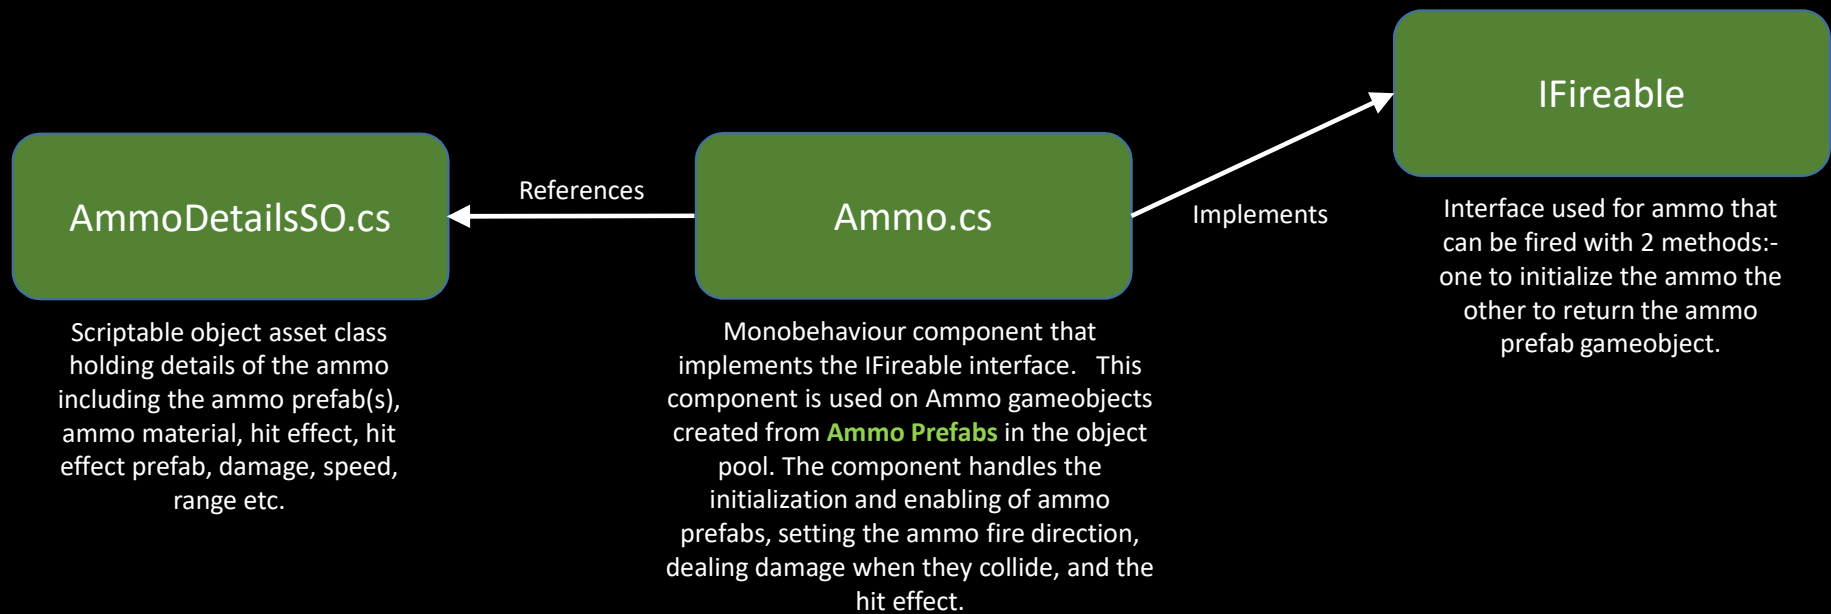 IFireable
AmmoDetailsSO.cs
References
Ammo.cs
Implements
Interface used for ammo that
can be fired with 2 methods:-
one to initialize the ammo the
other to return the ammo
prefab gameobject.
Scriptable object asset class
holding details of the ammo
including the ammo prefab(s),
ammo material, hit effect, hit
effect prefab, damage, speed,
range etc.
Monobehaviour component that
implements the IFireable interface.   This
component is used on Ammo gameobjects
created from Ammo Prefabs in the object
pool. The component handles the
initialization and enabling of ammo
prefabs, setting the ammo fire direction,
dealing damage when they collide, and the
hit effect.